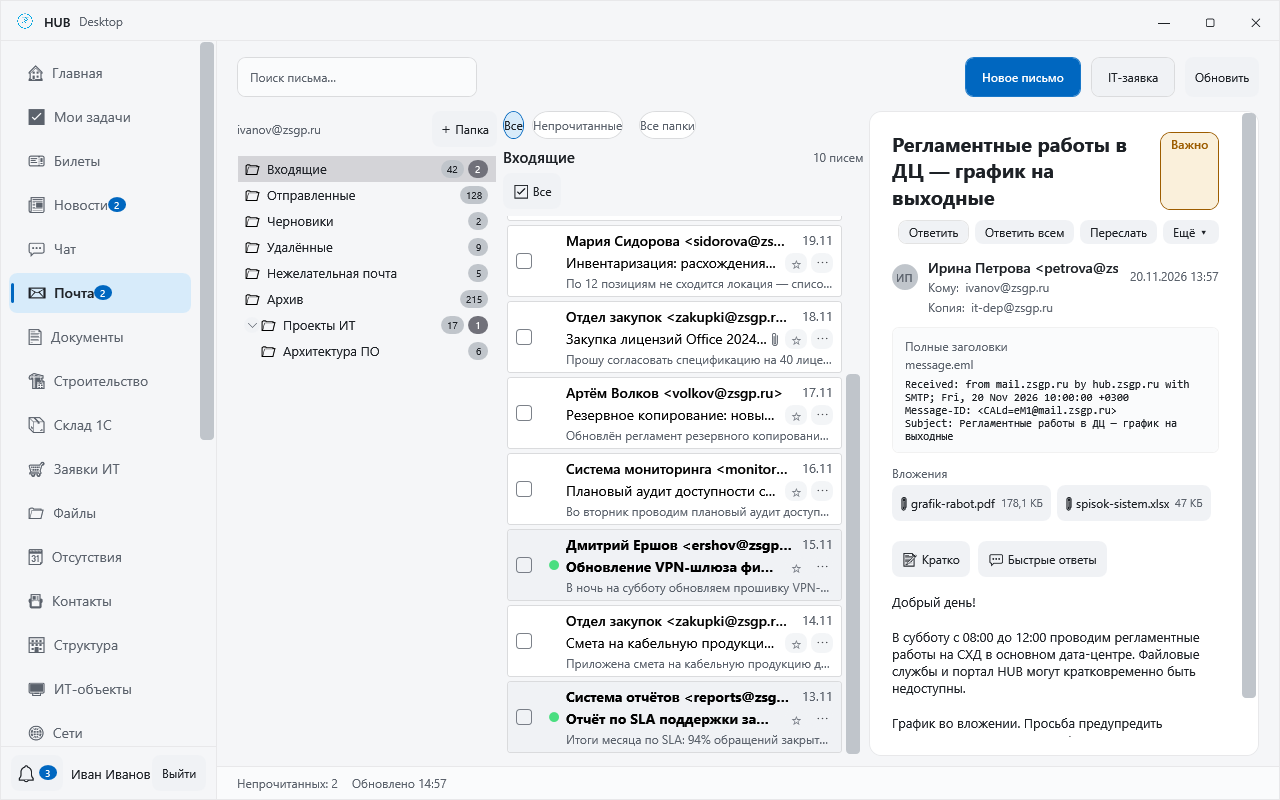 HUB Desktop
Главная
Мои задачи
Билеты
Новости 2
Чат
Почта 2
Документы
Строительство
Склад 1С
Заявки ИТ
Файлы
Отсутствия
Контакты
Структура
ИТ-объекты
Сети
3 Иван Иванов Выйти
Поиск письма...
Новое письмо IT-заявка Обновить
ivanov@zsgp.ru + Папка
Входящие 42 2
Отправленные 128
Черновики 2
Удалённые 9
Нежелательная почта 5
Архив 215
Проекты ИТ 17 1
Архитектура ПО 6
Все Непрочитанные Все папки
Входящие 10 писем
Все
Мария Сидорова <sidorova@zs... 19.11
Инвентаризация: расхождения...
По 12 позициям не сходится локация — списо...
Отдел закупок <zakupki@zsgp.r... 18.11
Закупка лицензий Office 2024...
Прошу согласовать спецификацию на 40 лице...
Артём Волков <volkov@zsgp.ru> 17.11
Резервное копирование: новы...
Обновлён регламент резервного копировани...
Система мониторинга <monitor... 16.11
Плановый аудит доступности с...
Во вторник проводим плановый аудит доступ...
Дмитрий Ершов <ershov@zsgp... 15.11
Обновление VPN-шлюза фи...
В ночь на субботу обновляем прошивку VPN-...
Отдел закупок <zakupki@zsgp.r... 14.11
Смета на кабельную продукци...
Приложена смета на кабельную продукцию д...
Система отчётов <reports@zsg... 13.11
Отчёт по SLA поддержки за...
Итоги месяца по SLA: 94% обращений закрыт...
Регламентные работы в
ДЦ — график на
выходные
Важно
Ответить Ответить всем Переслать Ещё
ИП
Ирина Петрова <petrova@zs 20.11.2026 13:57
Кому: ivanov@zsgp.ru
Копия: it-dep@zsgp.ru
Полные заголовки
message.eml
Received: from mail.zsgp.ru by hub.zsgp.ru with
SMTP; Fri, 20 Nov 2026 10:00:00 +0300
Message-ID: <CALd=eM1@mail.zsgp.ru>
Subject: Регламентные работы в ДЦ — график на
выходные
Вложения
grafik-rabot.pdf 178,1 КБ spisok-sistem.xlsx 47 КБ
Кратко Быстрые ответы
Добрый день!
В субботу с 08:00 до 12:00 проводим регламентные
работы на СХД в основном дата-центре. Файловые
службы и портал HUB могут кратковременно быть
недоступны.
График во вложении. Просьба предупредить
Непрочитанных: 2 Обновлено 14:57